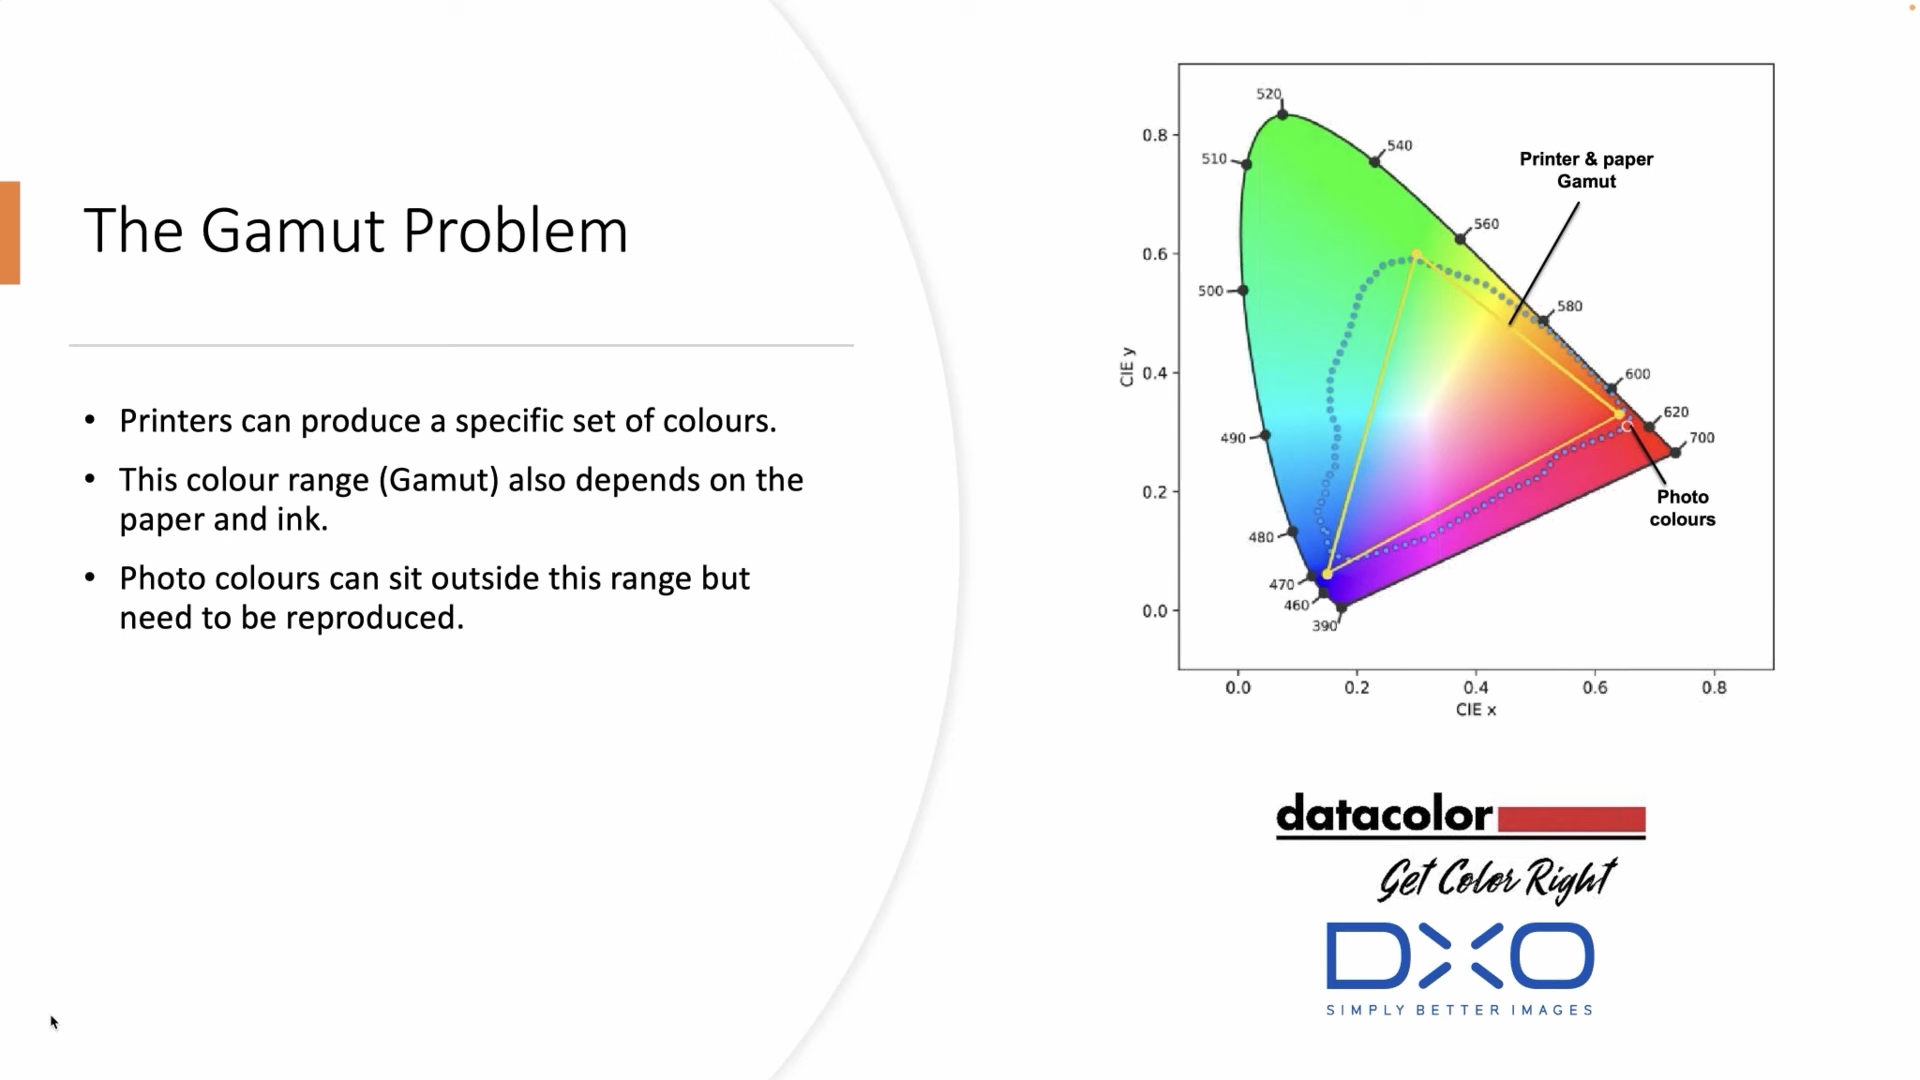 The Gamut Problem
• Printers can produce a specific set of colours.
• This colour range (Gamut) also depends on the
paper and ink.
• Photo colours can sit outside this range but
need to be reproduced.
520
510
540
Printer & paper
Gamut
560
500
580
600
620
700
490
480
470
460
390
Photo
colours
CIE y
0.8
0.6
0.4
0.2
0.0
0.0 0.2 0.4 0.6 0.8
CIE x
datacolor
Get Color Right
DXO
SIMPLY BETTER IMAGES